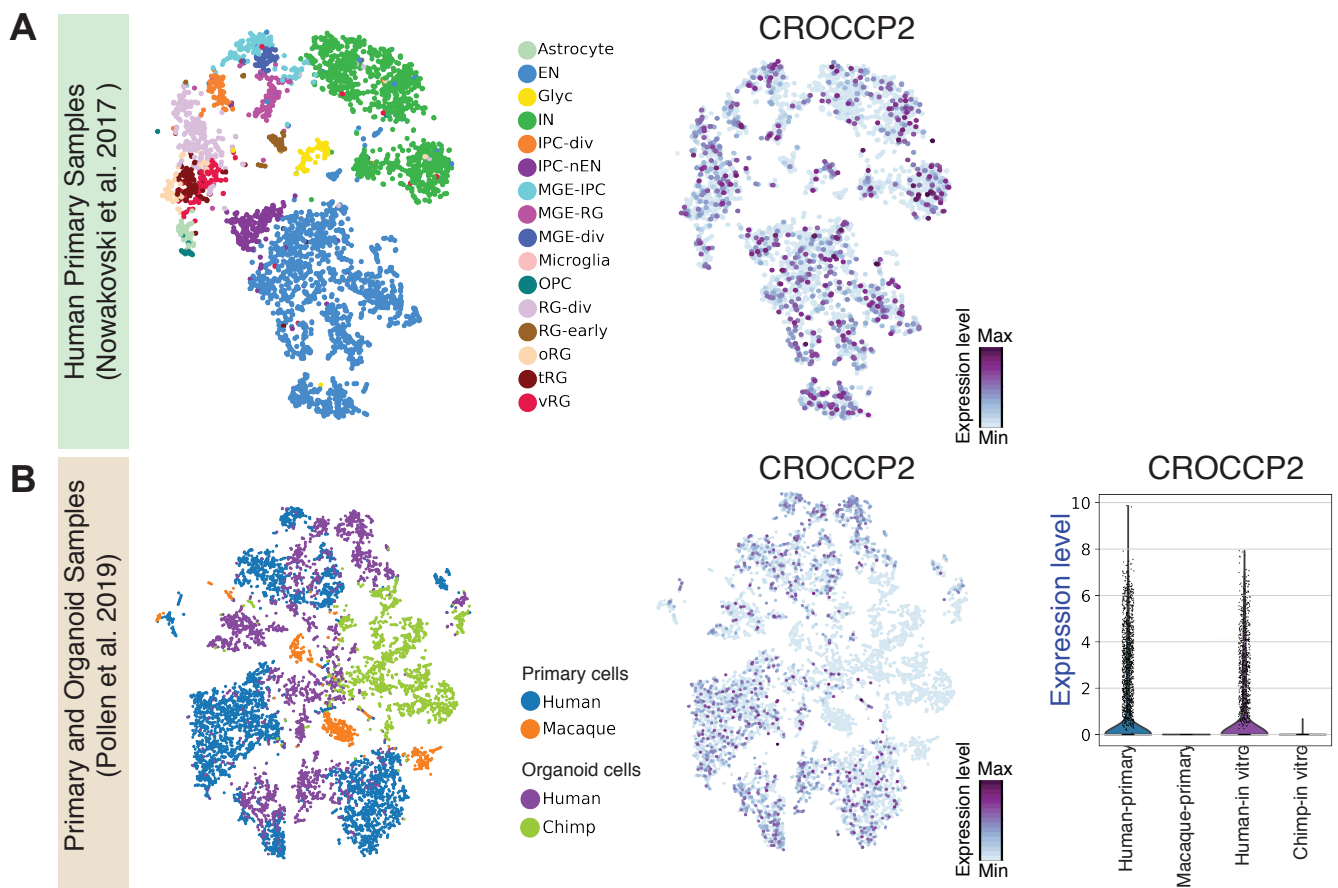 A
Human Primary Samples
(Nowakovski et al. 2017 )
Astrocyte
EN
Glyc
IN
IPC-div
IPC-nEN
MGE-IPC
MGE-RG
MGE-div
Microglia
OPC
RG-div
RG-early
oRG
tRG
vRG
CROCCP2
Expression level
Max
Min
B
Primary and Organoid Samples
(Pollen et al. 2019)
Primary cells
Human
Macaque
Organoid cells
Human
Chimp
CROCCP2
Expression level
Max
Min
CROCCP2
Expression level
10
8
6
4
2
0
Human-primary
Macaque-primary
Human-in vitro
Chimp-in vitro